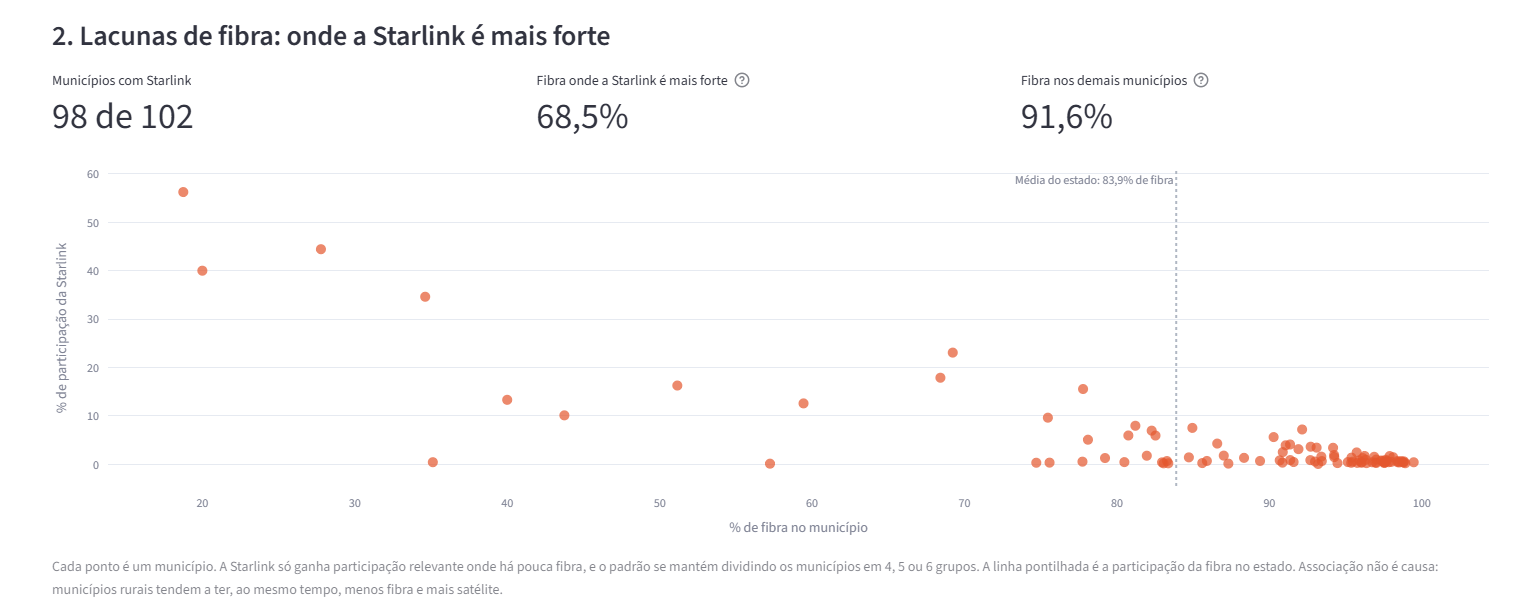 2. Lacunas de fibra: onde a Starlink é mais forte
Municípios com Starlink
98 de 102
Fibra onde a Starlink é mais forte ?
68,5%
Fibra nos demais municípios ?
91,6%
Média do estado: 83,9% de fibra
60
50
40
30
20
10
0
% de participação da Starlink
20 30 40 50 60 70 80 90 100
% de fibra no município
Cada ponto é um município. A Starlink só ganha participação relevante onde há pouca fibra, e o padrão se mantém dividindo os municípios em 4, 5 ou 6 grupos. A linha pontilhada é a participação da fibra no estado. Associação não é causa:
municípios rurais tendem a ter, ao mesmo tempo, menos fibra e mais satélite.